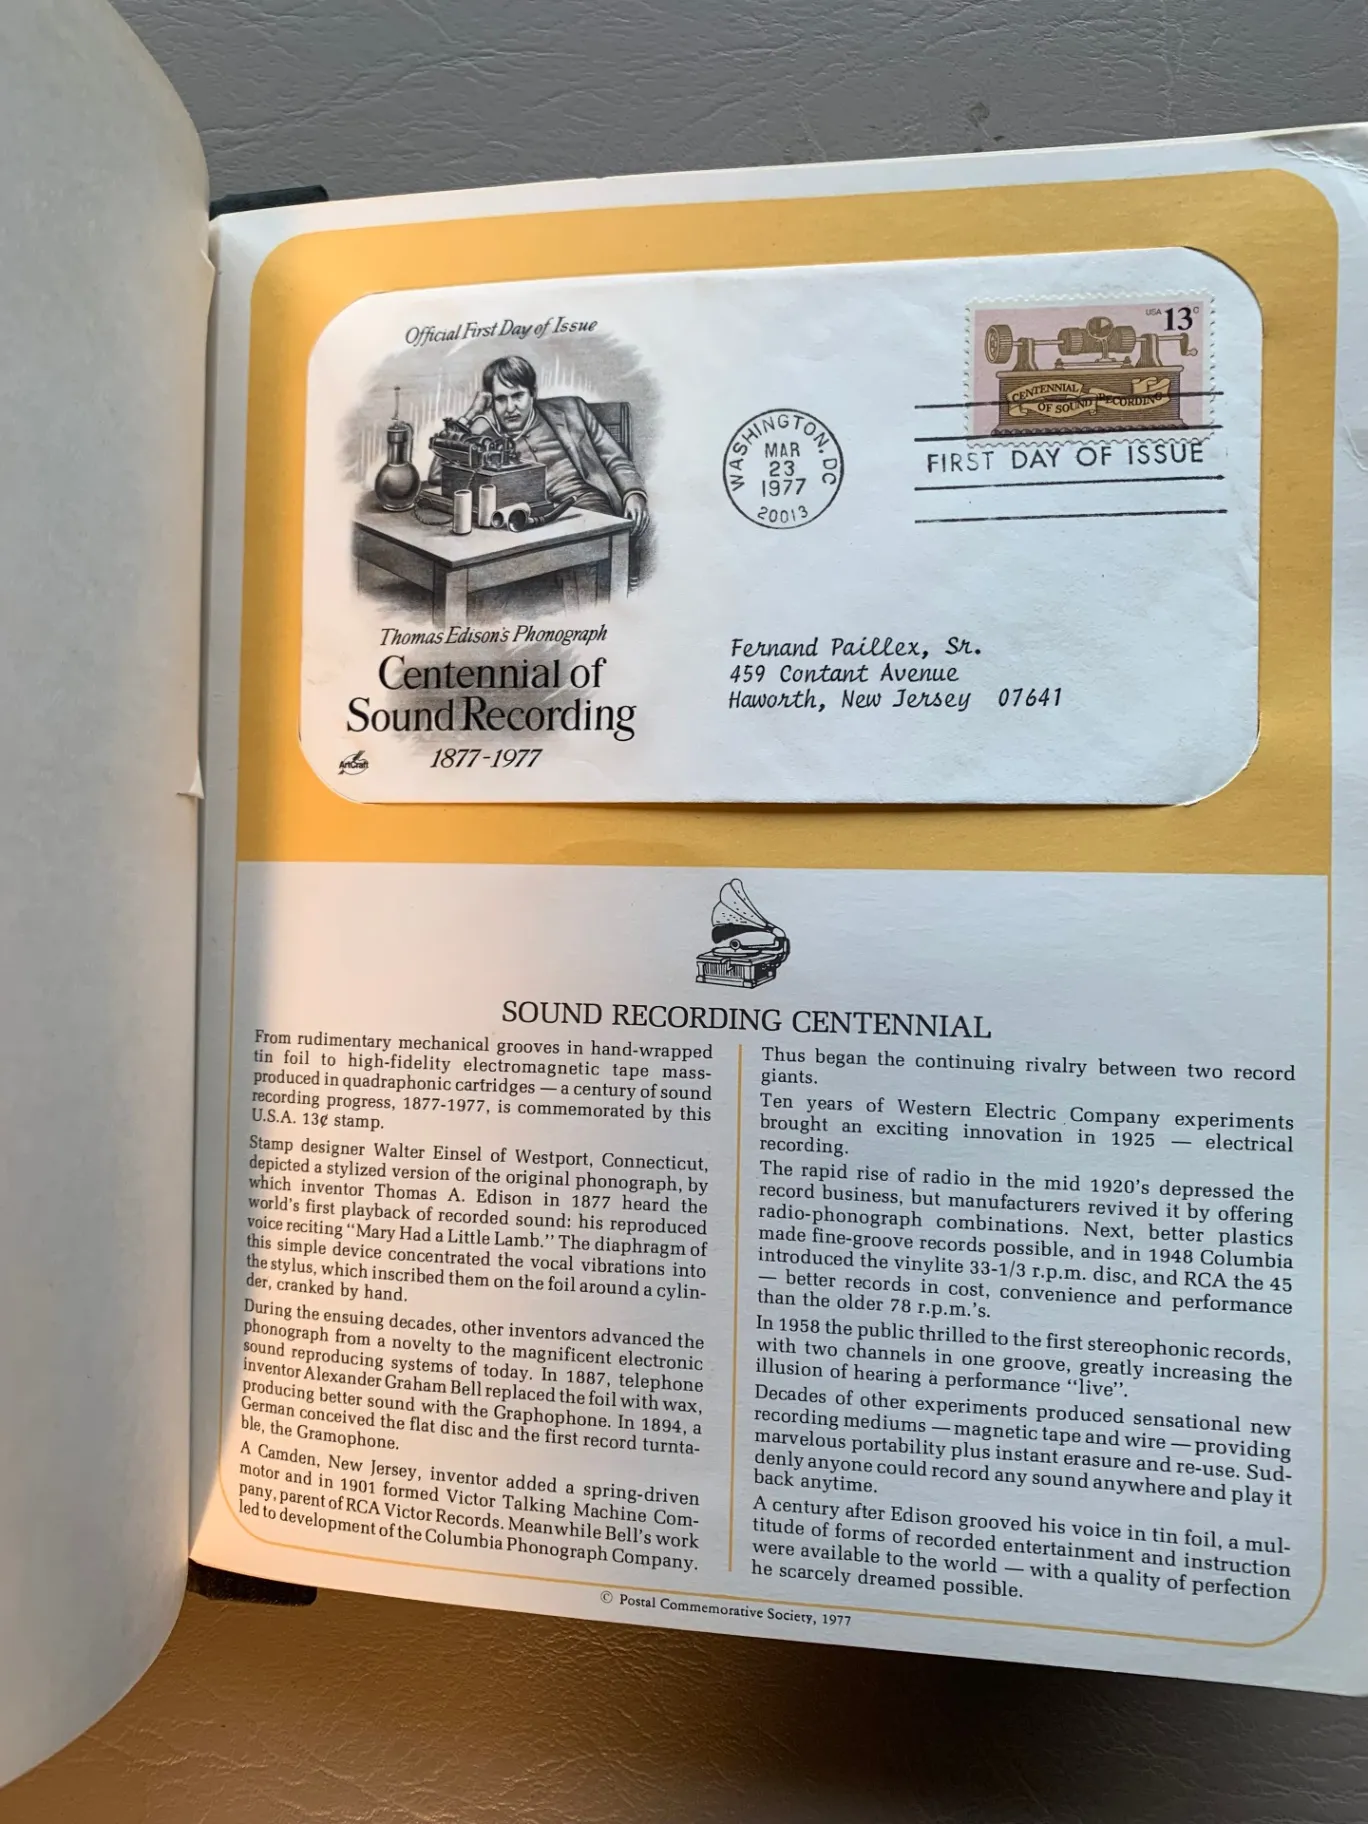 Official First Day of Issue
Thomas Edison's Phonograph
Centennial of
Sound Recording
1877-1977
ArtCraft
USA 13c
CENTENNIAL
OF SOUND RECORDING
WASHINGTON, DC
MAR
23
1977
20013
FIRST DAY OF ISSUE
Fernand Paillex, Sr.
459 Contant Avenue
Haworth, New Jersey 07641
SOUND RECORDING CENTENNIAL
From rudimentary mechanical grooves in hand-wrapped
tin foil to high-fidelity electromagnetic tape mass-
produced in quadraphonic cartridges — a century of sound
recording progress, 1877-1977, is commemorated by this
U.S.A. 13¢ stamp.
Stamp designer Walter Einsel of Westport, Connecticut,
depicted a stylized version of the original phonograph, by
which inventor Thomas A. Edison in 1877 heard the
world's first playback of recorded sound: his reproduced
voice reciting "Mary Had a Little Lamb." The diaphragm of
this simple device concentrated the vocal vibrations into
the stylus, which inscribed them on the foil around a cylin-
der, cranked by hand.
During the ensuing decades, other inventors advanced the
phonograph from a novelty to the magnificent electronic
sound reproducing systems of today. In 1887, telephone
inventor Alexander Graham Bell replaced the foil with wax,
producing better sound with the Graphophone. In 1894, a
German conceived the flat disc and the first record turnta-
ble, the Gramophone.
A Camden, New Jersey, inventor added a spring-driven
motor and in 1901 formed Victor Talking Machine Com-
pany, parent of RCA Victor Records. Meanwhile Bell's work
led to development of the Columbia Phonograph Company.
Thus began the continuing rivalry between two record
giants.
Ten years of Western Electric Company experiments
brought an exciting innovation in 1925 — electrical
recording.
The rapid rise of radio in the mid 1920's depressed the
record business, but manufacturers revived it by offering
radio-phonograph combinations. Next, better plastics
made fine-groove records possible, and in 1948 Columbia
introduced the vinylite 33-1/3 r.p.m. disc, and RCA the 45
— better records in cost, convenience and performance
than the older 78 r.p.m.'s.
In 1958 the public thrilled to the first stereophonic records,
with two channels in one groove, greatly increasing the
illusion of hearing a performance "live".
Decades of other experiments produced sensational new
recording mediums — magnetic tape and wire — providing
marvelous portability plus instant erasure and re-use. Sud-
denly anyone could record any sound anywhere and play it
back anytime.
A century after Edison grooved his voice in tin foil, a mul-
titude of forms of recorded entertainment and instruction
were available to the world — with a quality of perfection
he scarcely dreamed possible.
© Postal Commemorative Society, 1977